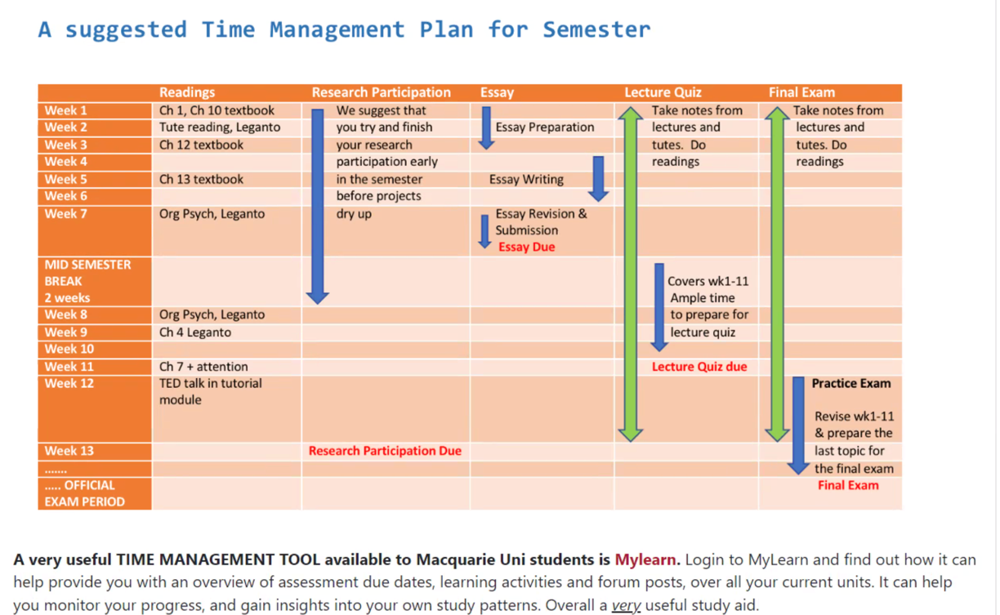 A suggested Time Management Plan for Semester
Readings Research Participation Essay Lecture Quiz Final Exam
Week 1 Ch 1, Ch 10 textbook We suggest that Take notes from Take notes from
Week 2 Tute reading, Leganto you try and finish Essay Preparation lectures and lectures and
Week 3 Ch 12 textbook your research tutes. Do tutes. Do
Week 4 participation early readings readings
Week 5 Ch 13 textbook in the semester Essay Writing
Week 6 before projects
Week 7 Org Psych, Leganto dry up Essay Revision &
Submission
Essay Due
MID SEMESTER
BREAK Covers wk1-11
2 weeks Ample time
Week 8 Org Psych, Leganto to prepare for
Week 9 Ch 4 Leganto lecture quiz
Week 10
Week 11 Ch 7 + attention Lecture Quiz due
Week 12 TED talk in tutorial Practice Exam
module
Revise wk1-11
& prepare the
Week 13 Research Participation Due last topic for
....... the final exam
..... OFFICIAL Final Exam
EXAM PERIOD
A very useful TIME MANAGEMENT TOOL available to Macquarie Uni students is Mylearn. Login to MyLearn and find out how it can
help provide you with an overview of assessment due dates, learning activities and forum posts, over all your current units. It can help
you monitor your progress, and gain insights into your own study patterns. Overall a very useful study aid.